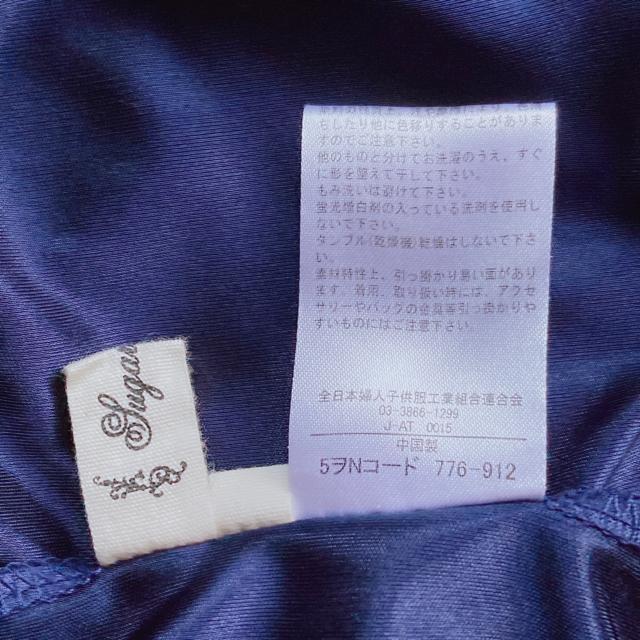 もしたり他に色移りすることがありま
すのでご注意下さい。
他のものと分けてお洗濯のうえ、すぐ
に形を整えて干して下さい。
もみ洗いは避けて下さい。
蛍光増白剤の入っている洗剤を使用し
ないで下さい。
タンブル(乾燥機)乾燥はしないで下さ
い。
素材特性上、引っ掛かり易い面があり
ます。着用、取り扱い時には、アクセ
サリーやバックの金具等引っ掛かりや
すいものにはご注意下さい。
全日本婦人子供服工業組合連合会
03-3866-1299
J-AT 0015
中国製
5ヲNコード 776-912
Sugar